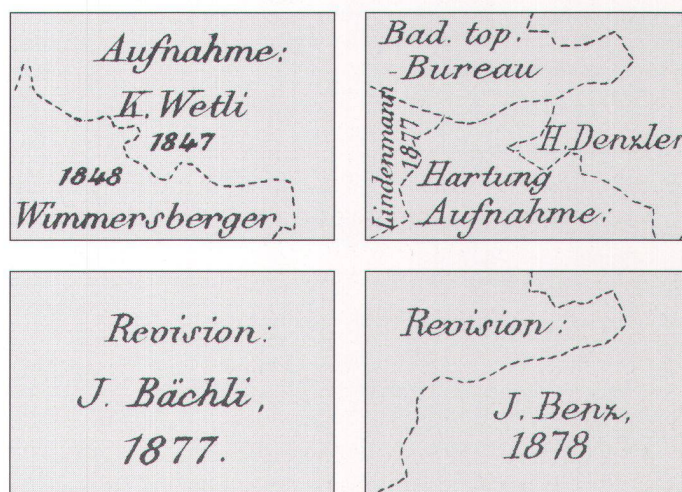 Aufnahme:
K. Wetli
1847
1848
Wimmersberger
Bad. top.
Bureau
Lindenmann
1877
H. Denzler
Hartung
Aufnahme:
Revision:
J. Bächli,
1877.
Revision:
J. Benz,
1878